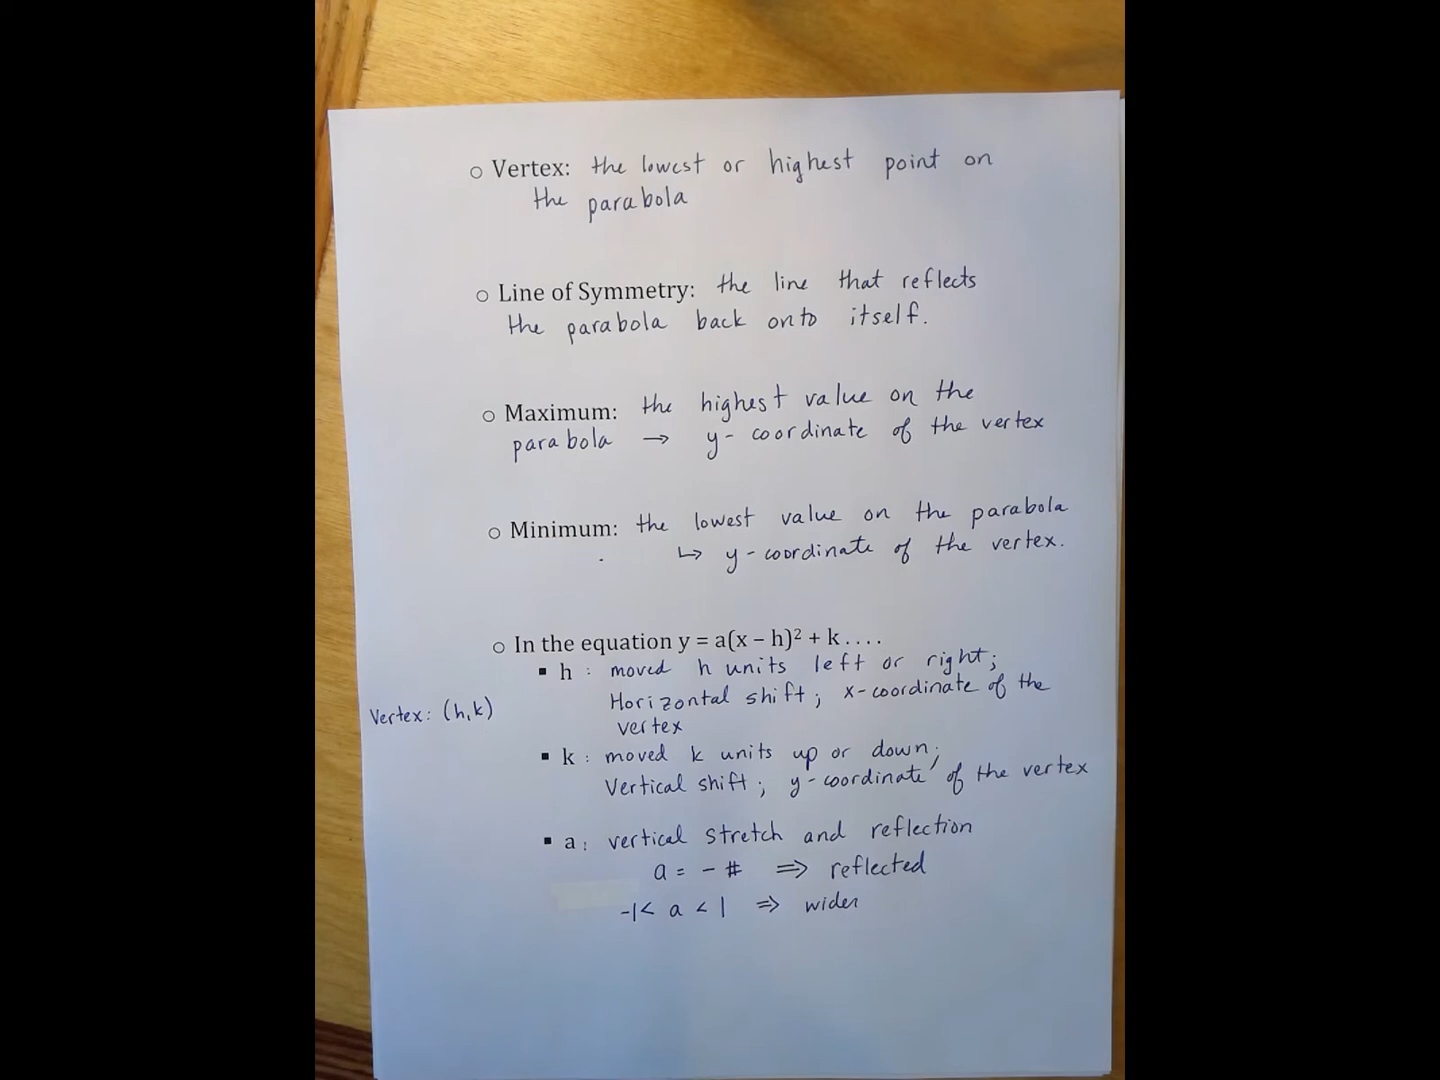 ○ Vertex: the lowest or highest point on
the parabola
○ Line of Symmetry: the line that reflects
the parabola back onto itself.
○ Maximum: the highest value on the
parabola → y-coordinate of the vertex
○ Minimum: the lowest value on the parabola
↳ y-coordinate of the vertex.
○ In the equation y = a(x – h)² + k . . . .
▪ h : moved h units left or right;
Horizontal shift; x-coordinate of the
vertex
Vertex: (h,k)
▪ k : moved k units up or down;
Vertical shift; y-coordinate of the vertex
▪ a : vertical stretch and reflection
a = - # ⇒ reflected
-1 < a < 1 ⇒ wider